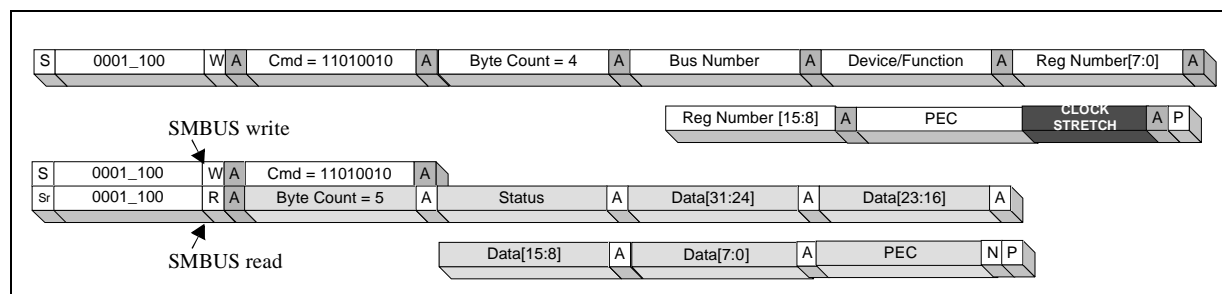 S 0001_100 W A Cmd = 11010010 A Byte Count = 4 A Bus Number A Device/Function A Reg Number[7:0] A
Reg Number [15:8] A PEC CLOCK STRETCH A P
SMBUS write
S 0001_100 W A Cmd = 11010010 A
Sr 0001_100 R A Byte Count = 5 A Status A Data[31:24] A Data[23:16] A
SMBUS read
Data[15:8] A Data[7:0] A PEC N P